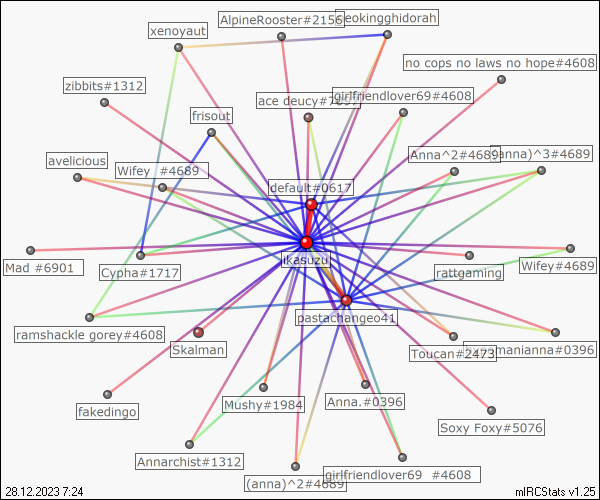 AlpineRooster#2156
seokingghidorah
xenoyaut
no cops no laws no hope#4608
zibbits#1312
girlfriendlover69#4608
ace deucy#
frisout
Anna^2#4689
(anna)^3#4689
avelicious
Wifey #4689
default#0617
ikasuzu
Mad #6901
Cypha#1717
rattgaming
Wifey#4689
pastachangeo41
ramshackle gorey#4608
Skalman
Toucan#2473
manianna#0396
fakedingo
Mushy#1984
Anna.#0396
Soxy Foxy#5076
Annarchist#1312
(anna)^2#4689
girlfriendlover69 #4608
28.12.2023 7:24
mIRCStats v1.25